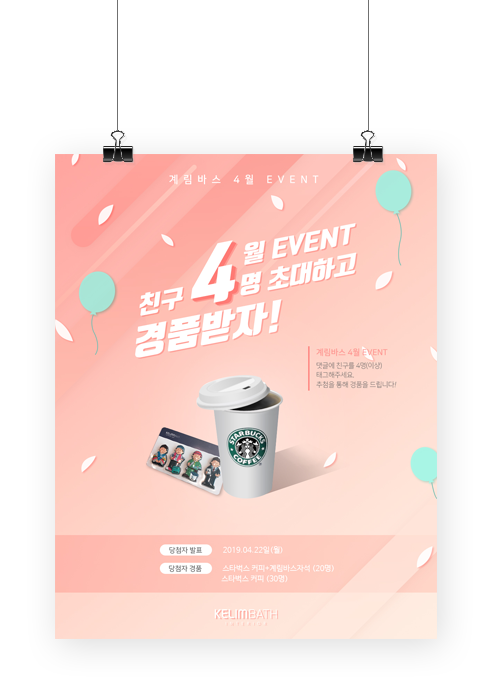 계림바스 4월 EVENT
친구 4월 EVENT
명 초대하고
경품받자!
계림바스 4월 EVENT
댓글에 친구를 4명(이상)
태그해주세요.
추첨을 통해 경품을 드립니다!
STARBUCKS
COFFEE
당첨자 발표 2019.04.22일(월)
당첨자 경품 스타벅스 커피+계림바스자석 (20명)
스타벅스 커피 (30명)
KELIMBATH